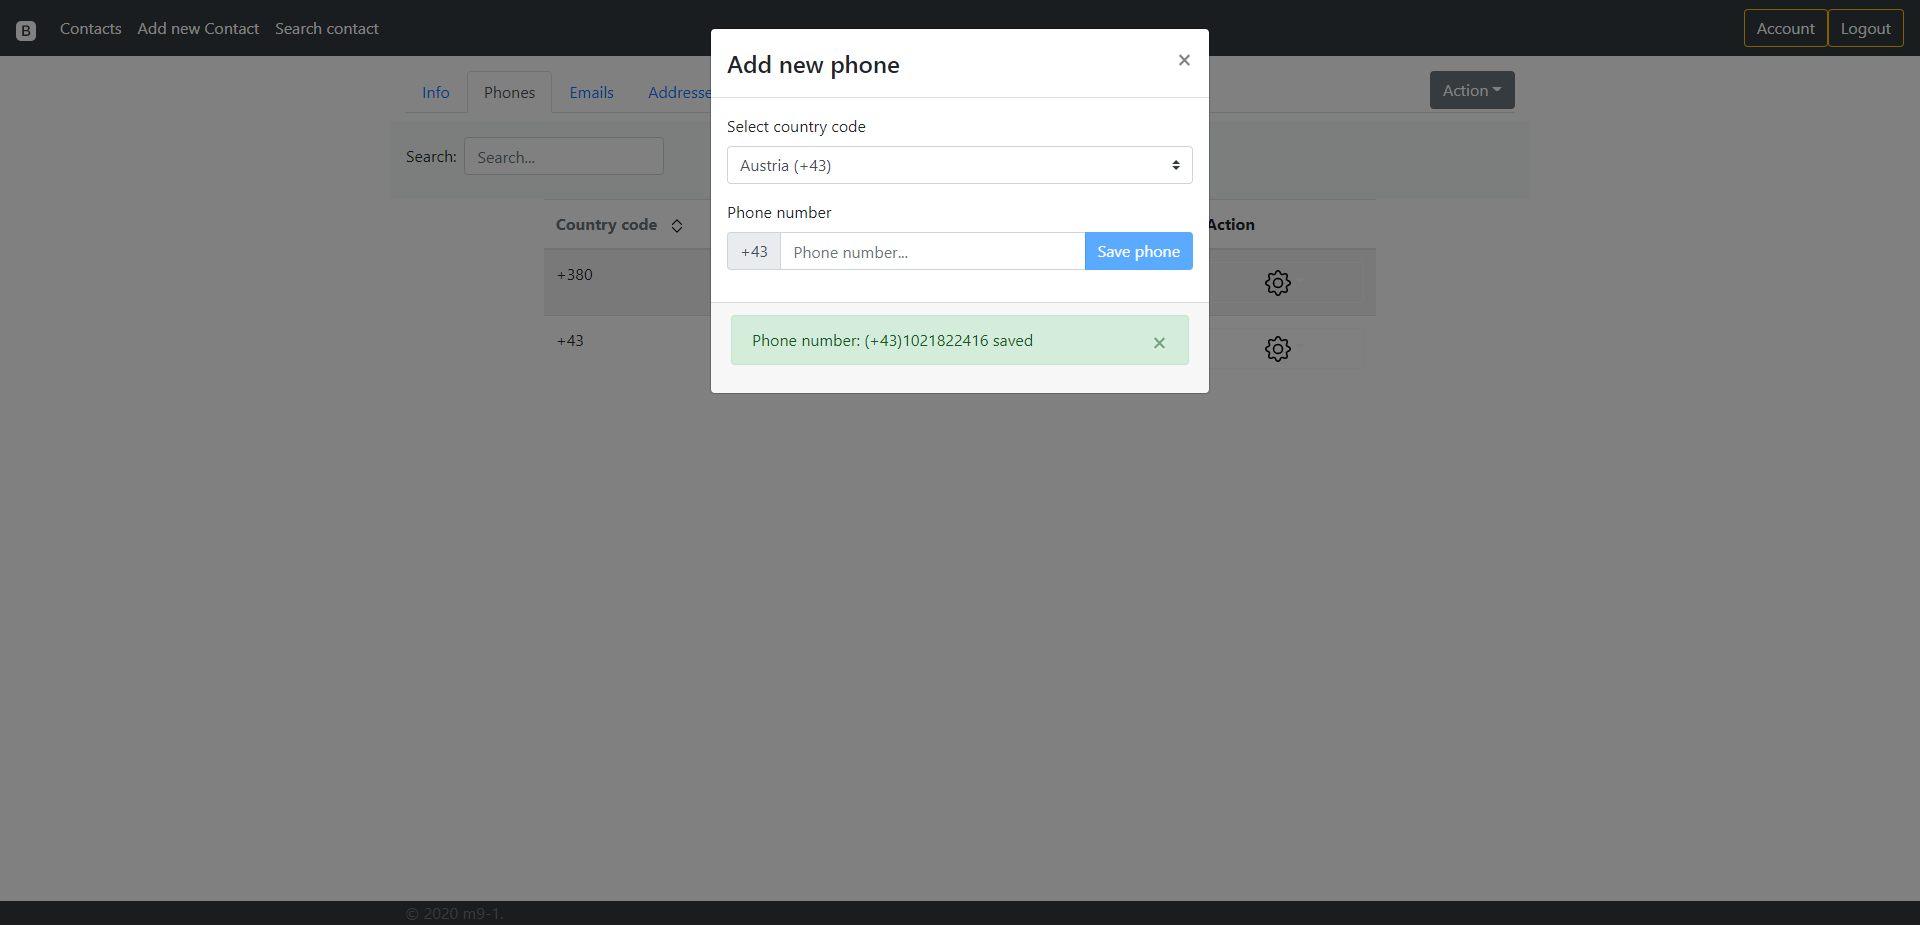 B Contacts Add new Contact Search contact Account Logout
Add new phone ×
Info Phones Emails Addresse Action
Select country code
Search: Search... Austria (+43)
Phone number
Country code Action
+43 Phone number... Save phone
+380
Phone number: (+43)1021822416 saved ×
+43
© 2020 m9-1.